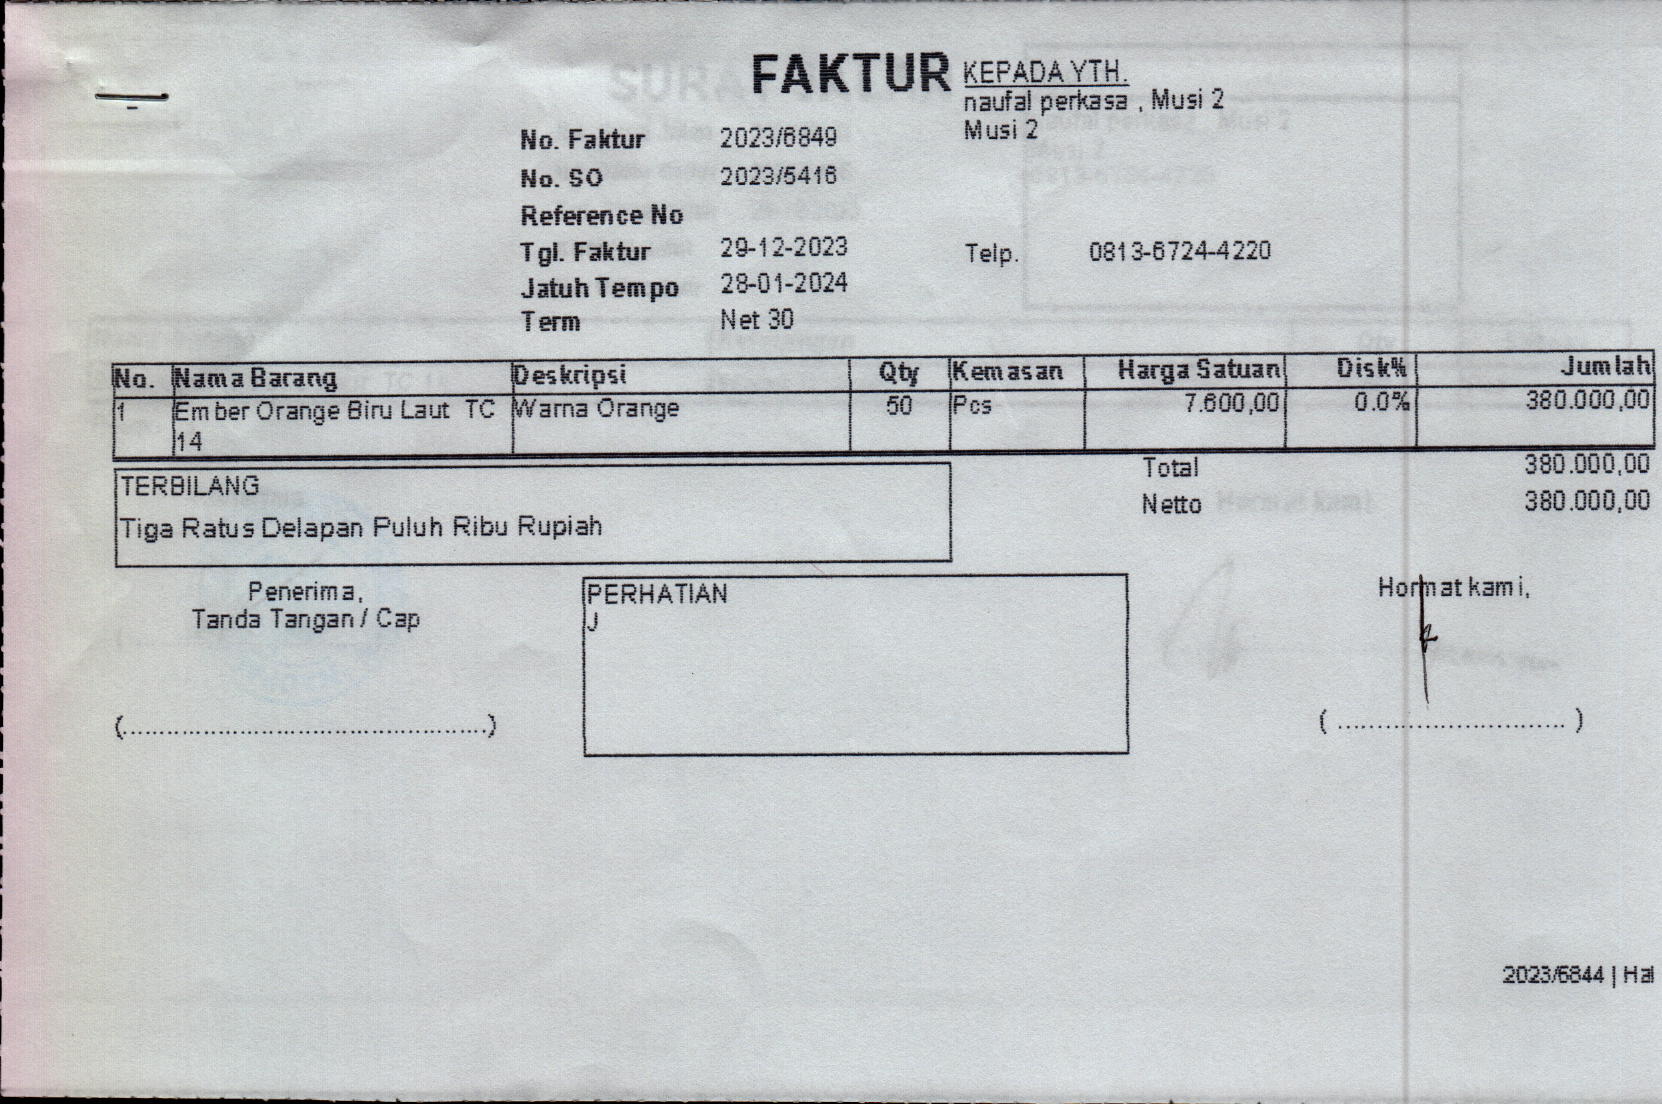 FAKTUR
KEPADA YTH.
naufal perkasa , Musi 2
Musi 2
No. Faktur 2023/6849
No. SO 2023/5416
Reference No
Tgl. Faktur 29-12-2023
Telp. 0813-6724-4220
Jatuh Tempo 28-01-2024
Term Net 30
No. Nama Barang Deskripsi Qty Kemasan Harga Satuan Disk% Jumlah
1 Ember Orange Biru Laut TC Warna Orange 50 Pcs 7.600,00 0.0% 380.000,00
14
Total 380.000,00
Netto 380.000,00
TERBILANG
Tiga Ratus Delapan Puluh Ribu Rupiah
Penerima,
Tanda Tangan / Cap
(..............................................)
PERHATIAN
J
Hormat kami,
( ............................. )
2023/6844 | Hal